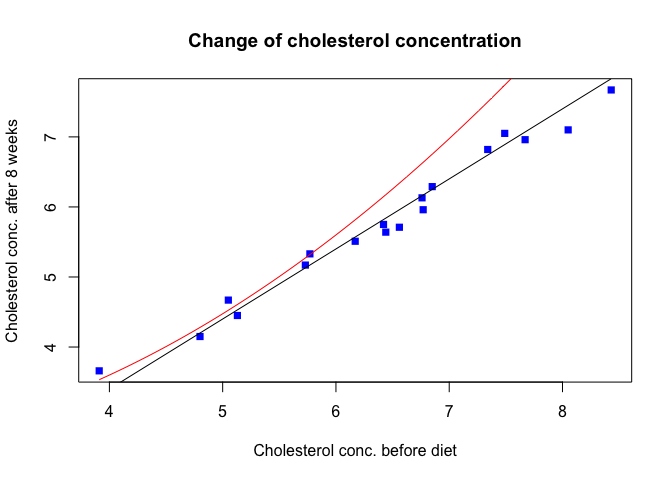 Change of cholesterol concentration
Cholesterol conc. after 8 weeks
7
6
5
4
4 5 6 7 8
Cholesterol conc. before diet